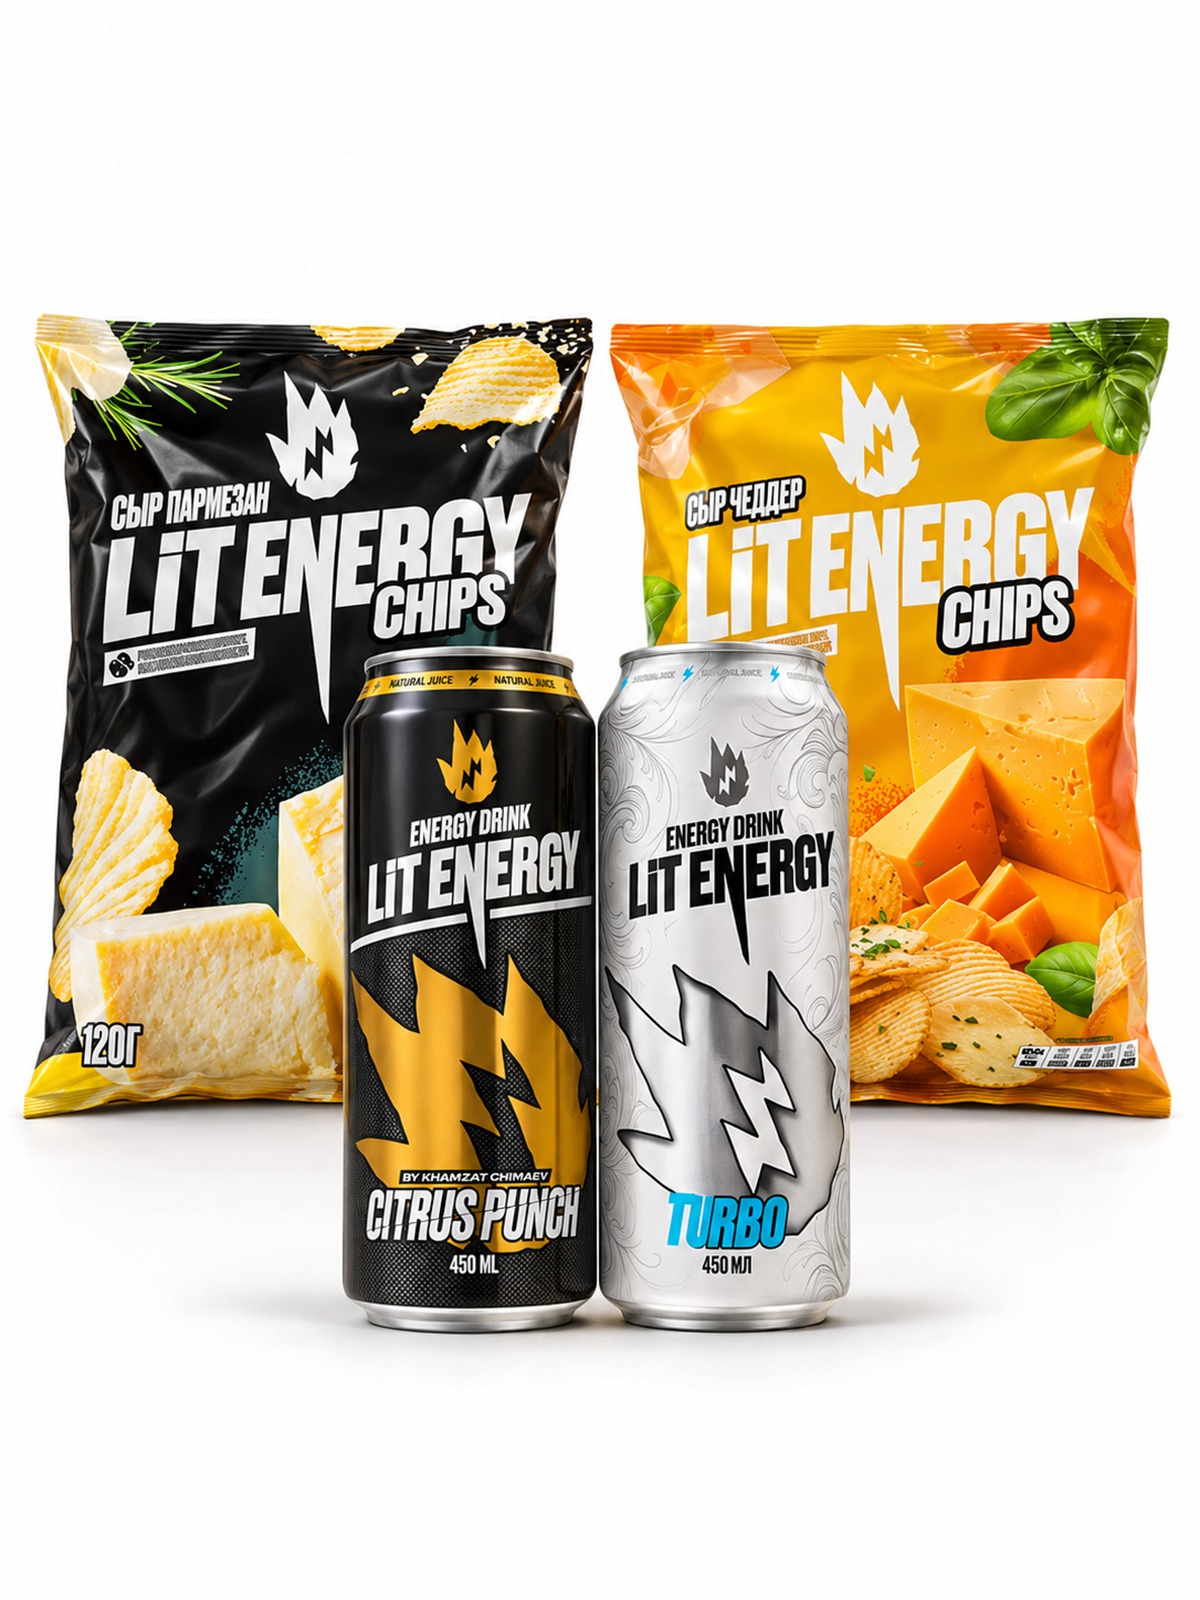 СЫР ПАРМЕЗАН
LiT ENERGY
CHIPS
120Г
СЫР ЧЕДДЕР
LiT ENERGY
CHIPS
NATURAL JUICE
NATURAL JUICE
ENERGY DRINK
LiT ENERGY
BY KHAMZAT CHIMAEV
CITRUS PUNCH
450 ML
ENERGY DRINK
LiT ENERGY
TURBO
450 МЛ